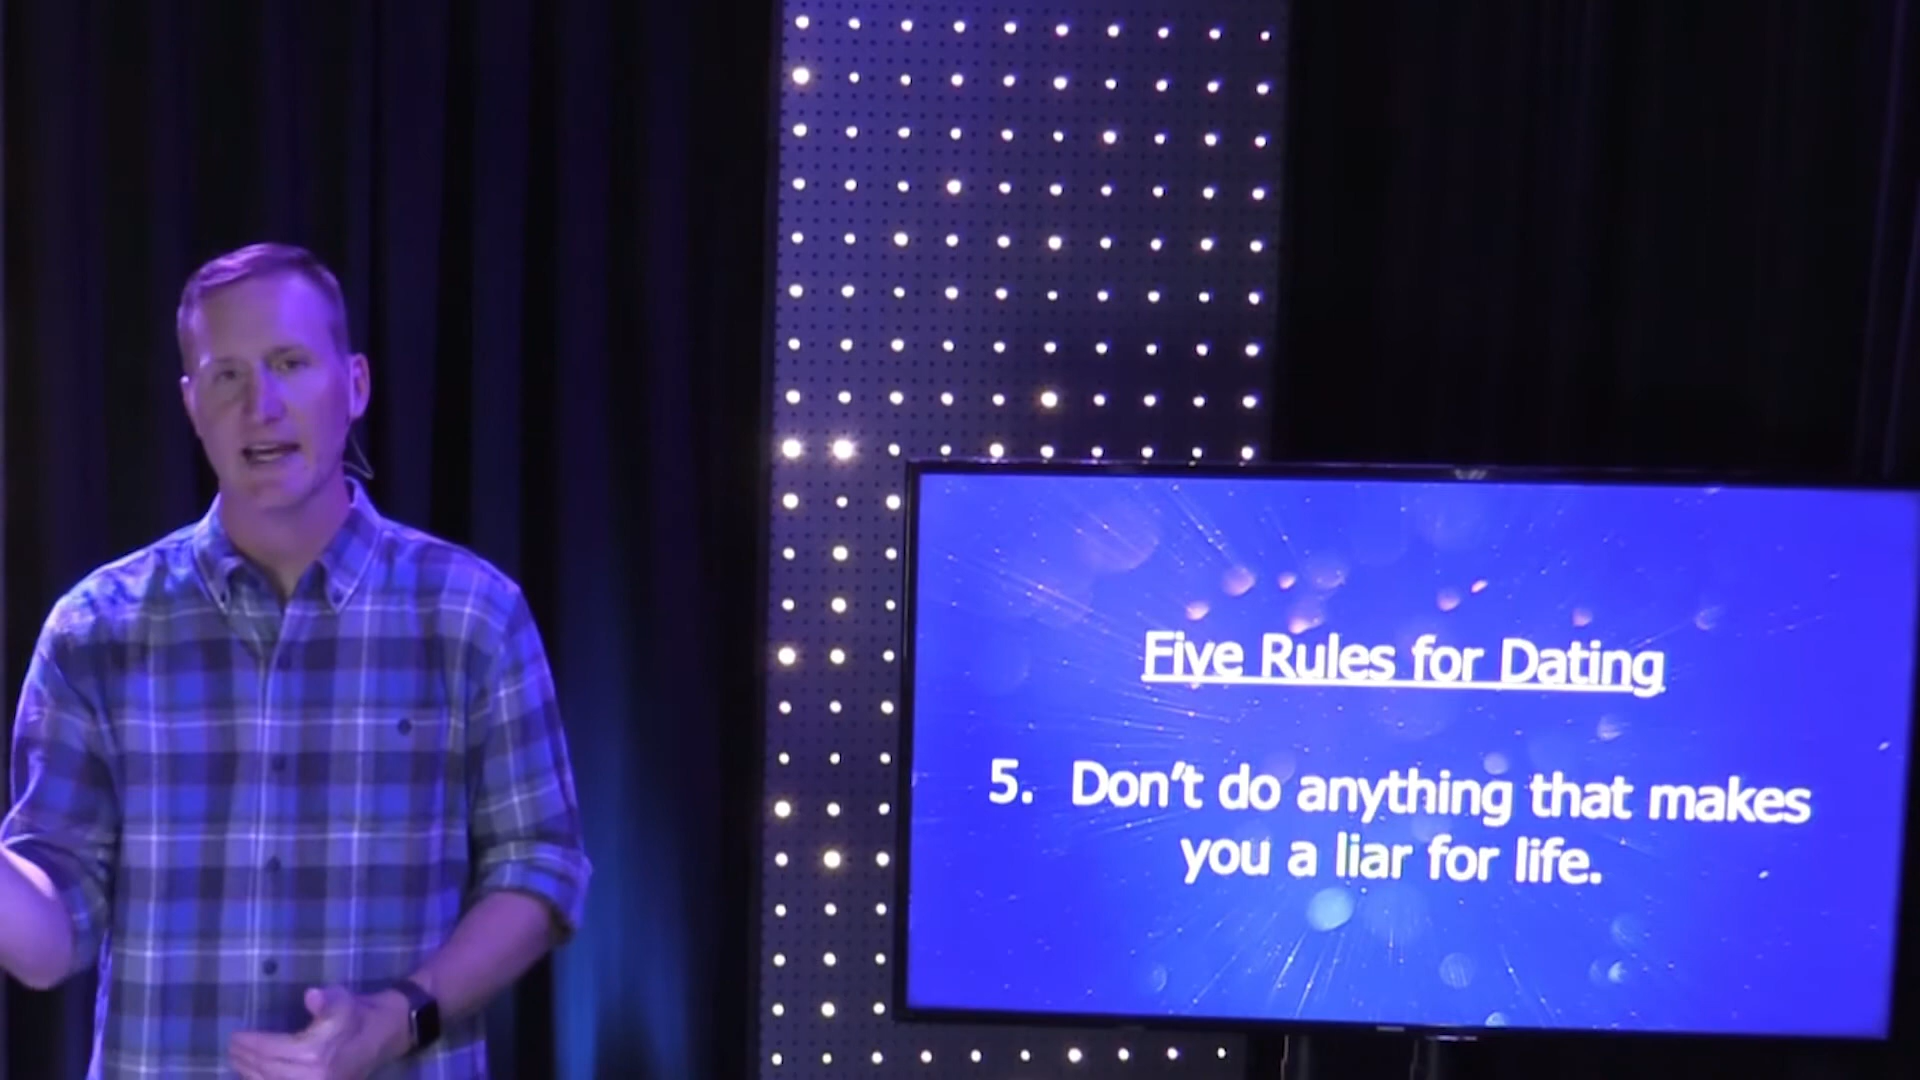 Five Rules for Dating
5. Don't do anything that makes
you a liar for life.